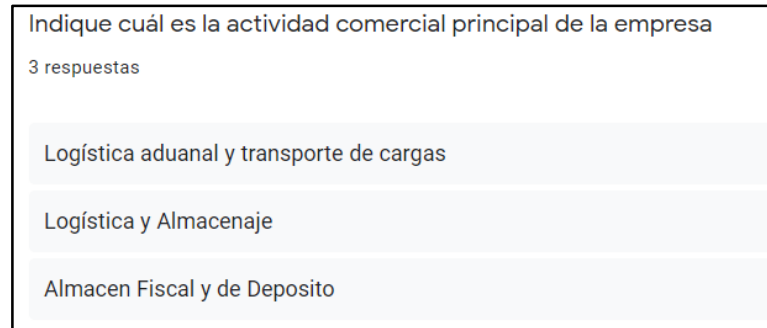 Indique cuál es la actividad comercial principal de la empresa
3 respuestas
Logística aduanal y transporte de cargas
Logística y Almacenaje
Almacen Fiscal y de Deposito